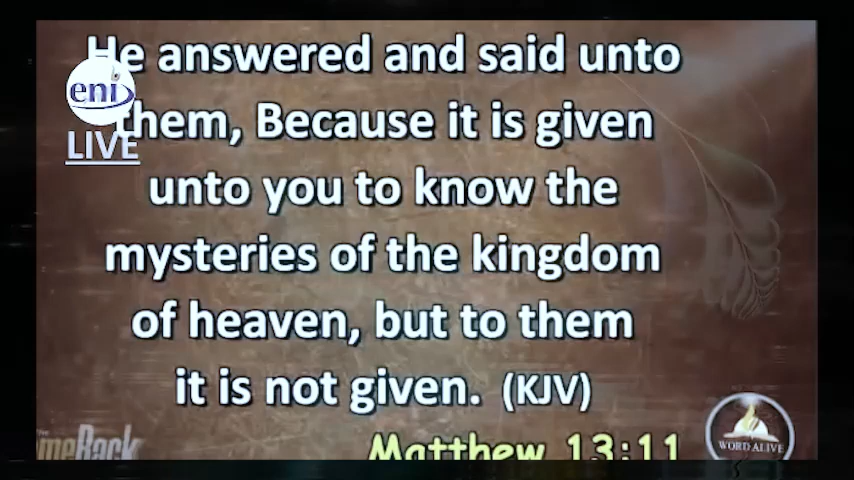 He answered and said unto
them, Because it is given
unto you to know the
mysteries of the kingdom
of heaven, but to them
it is not given. (KJV)
Matthew 13:11
eni
LIVE
WORD ALIVE